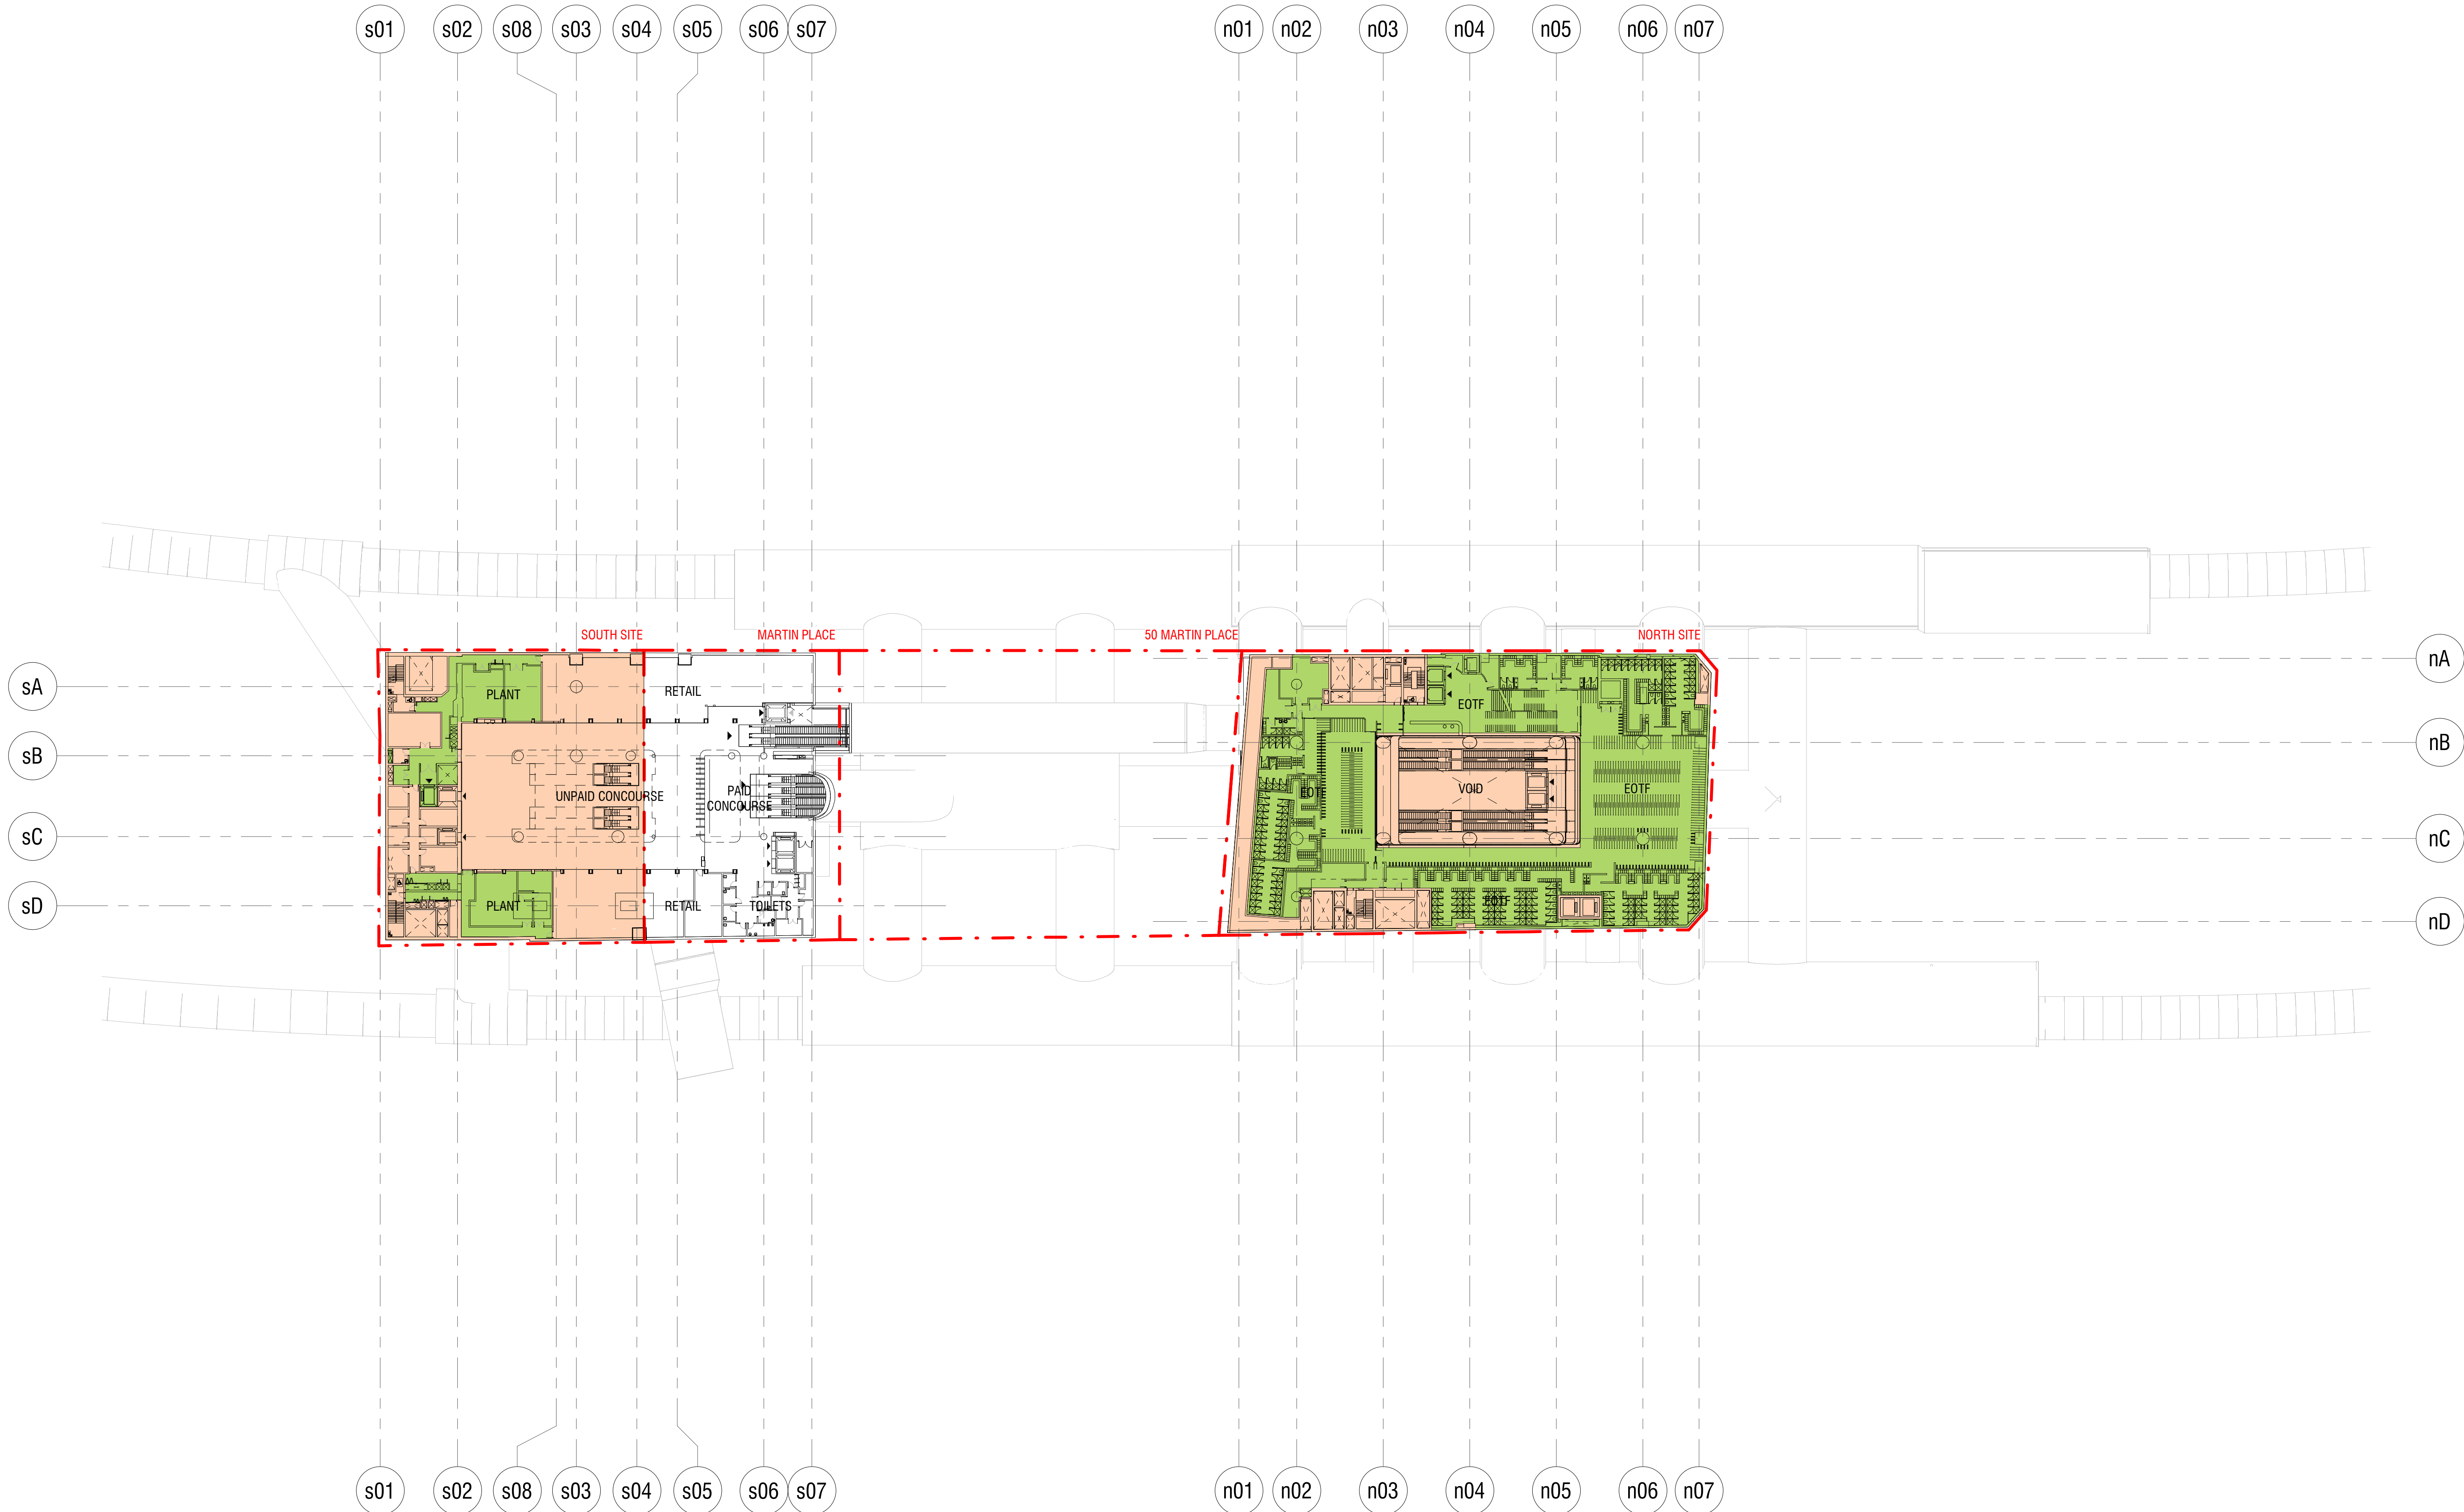 s01 s02 s08 s03 s04 s05 s06 s07 n01 n02 n03 n04 n05 n06 n07
SOUTH SITE MARTIN PLACE 50 MARTIN PLACE NORTH SITE
sA nA
PLANT RETAIL EOTF
sB nB
UNPAID CONCOURSE PAID
CONCOURSE
EOTF VOID EOTF
sC nC
sD PLANT RETAIL TOILETS EOTF
nD
s01 s02 s08 s03 s04 s05 s06 s07 n01 n02 n03 n04 n05 n06 n07